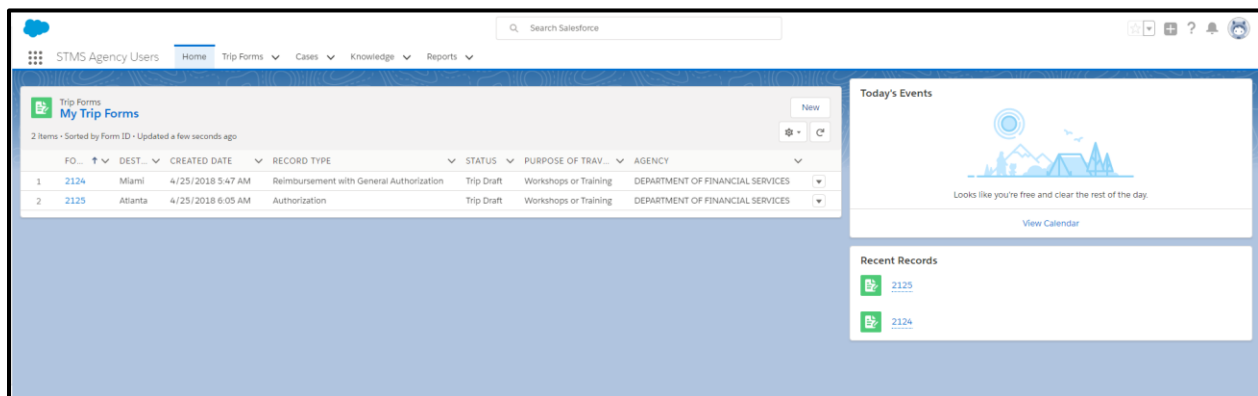 Search Salesforce
STMS Agency Users Home Trip Forms Cases Knowledge Reports
Trip Forms
My Trip Forms
New
2 Items • Sorted by Form ID • Updated a few seconds ago
FO... DEST... CREATED DATE RECORD TYPE STATUS PURPOSE OF TRAV... AGENCY
1 2124 Miami 4/25/2018 5:47 AM Reimbursement with General Authorization Trip Draft Workshops or Training DEPARTMENT OF FINANCIAL SERVICES
2 2125 Atlanta 4/25/2018 6:05 AM Authorization Trip Draft Workshops or Training DEPARTMENT OF FINANCIAL SERVICES
Today's Events
Looks like you're free and clear the rest of the day.
View Calendar
Recent Records
2125
2124